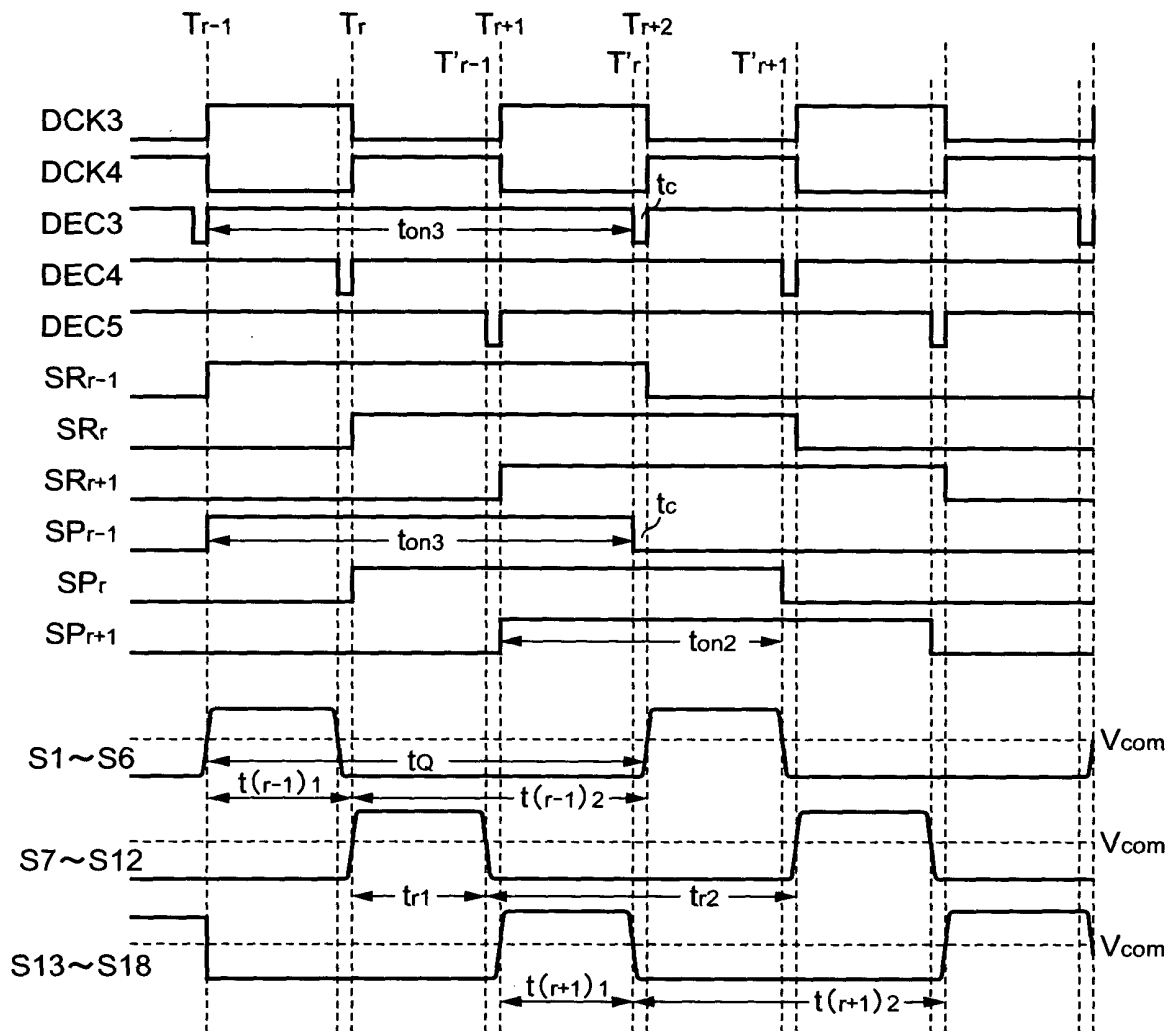 Tr−1 Tr Tr+1 Tr+2
T'r−1 T'r T'r+1
DCK3
DCK4
DEC3 ton3 tc
DEC4
DEC5
SRr−1
SRr
SRr+1
SPr−1 ton3 tc
SPr
SPr+1 ton2
S1~S6 tQ Vcom
t(r−1)1 t(r−1)2
S7~S12 Vcom
tr1 tr2
S13~S18 Vcom
t(r+1)1 t(r+1)2